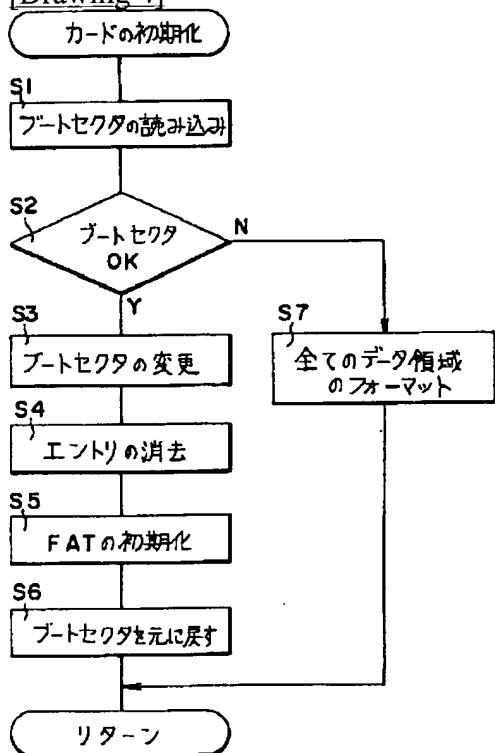 [Drawing 4]
カードの初期化
S1
ブートセクタの読み込み
S2
ブートセクタ
OK
N
Y
S3
ブートセクタの変更
S7
全てのデータ領域
のフォーマット
S4
エントリの消去
S5
FATの初期化
S6
ブートセクタを元に戻す
リターン